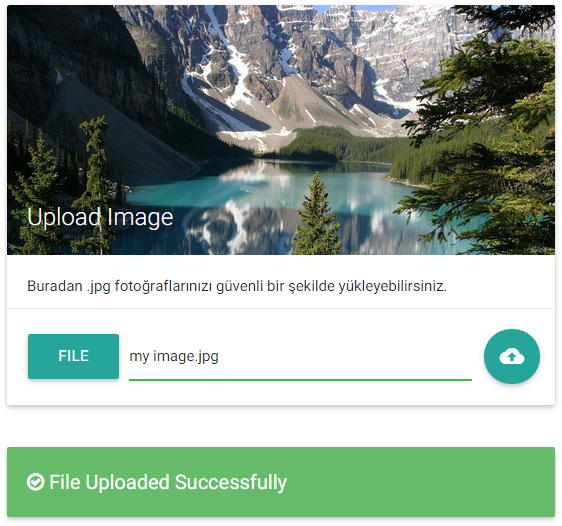 Upload Image
Buradan .jpg fotoğraflarınızı güvenli bir şekilde yükleyebilirsiniz.
FILE my image.jpg
File Uploaded Successfully